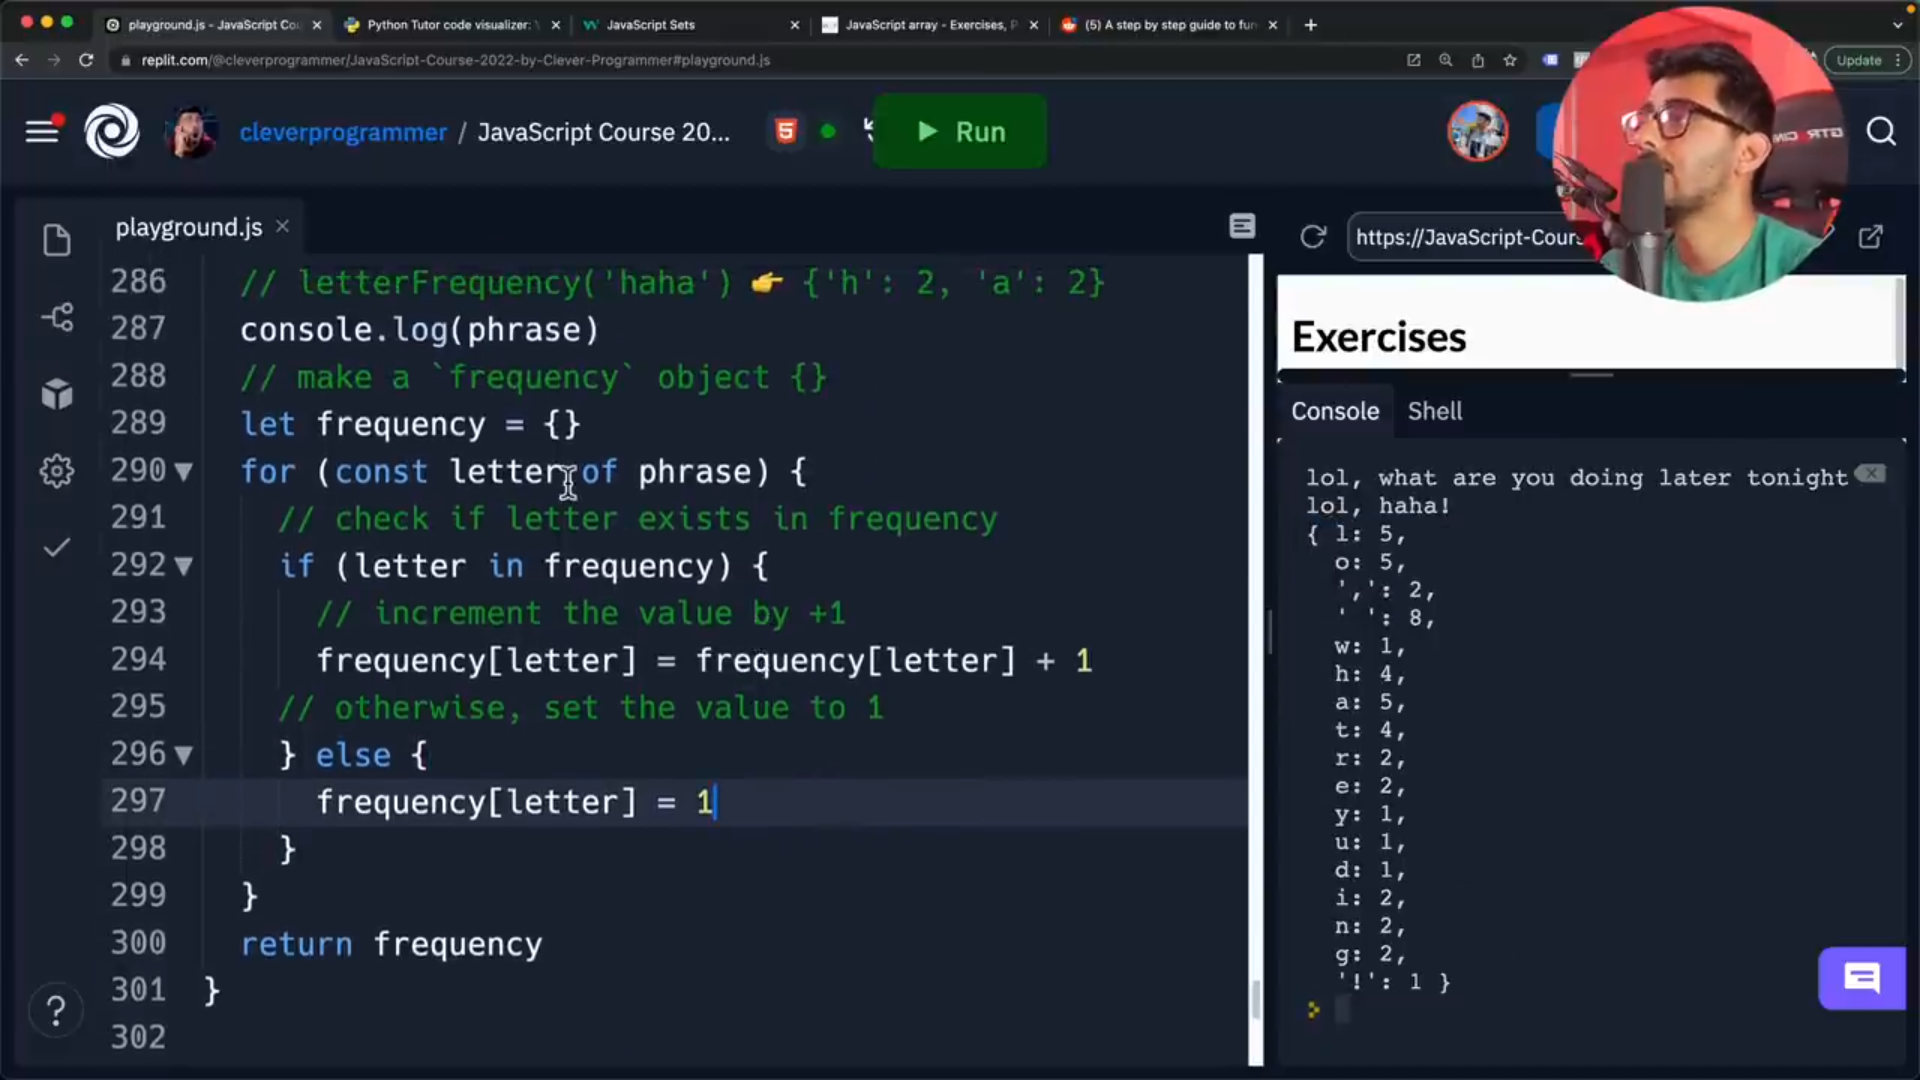 playground.js - JavaScript Cou
Python Tutor code visualizer:
JavaScript Sets
JavaScript array - Exercises, P
(5) A step by step guide to fun
replit.com/@cleverprogrammer/JavaScript-Course-2022-by-Clever-Programmer#playground.js
Update
cleverprogrammer / JavaScript Course 20...
Run
playground.js
https://JavaScript-Cours
286 // letterFrequency('haha') 👉 {'h': 2, 'a': 2}
287 console.log(phrase)
288 // make a `frequency` object {}
289 let frequency = {}
290 for (const letter of phrase) {
291 // check if letter exists in frequency
292 if (letter in frequency) {
293 // increment the value by +1
294 frequency[letter] = frequency[letter] + 1
295 // otherwise, set the value to 1
296 } else {
297 frequency[letter] = 1
298 }
299 }
300 return frequency
301 }
302
Exercises
Console Shell
lol, what are you doing later tonight
lol, haha!
{ l: 5,
o: 5,
',': 2,
' ': 8,
w: 1,
h: 4,
a: 5,
t: 4,
r: 2,
e: 2,
y: 1,
u: 1,
d: 1,
i: 2,
n: 2,
g: 2,
'!': 1 }
>
?